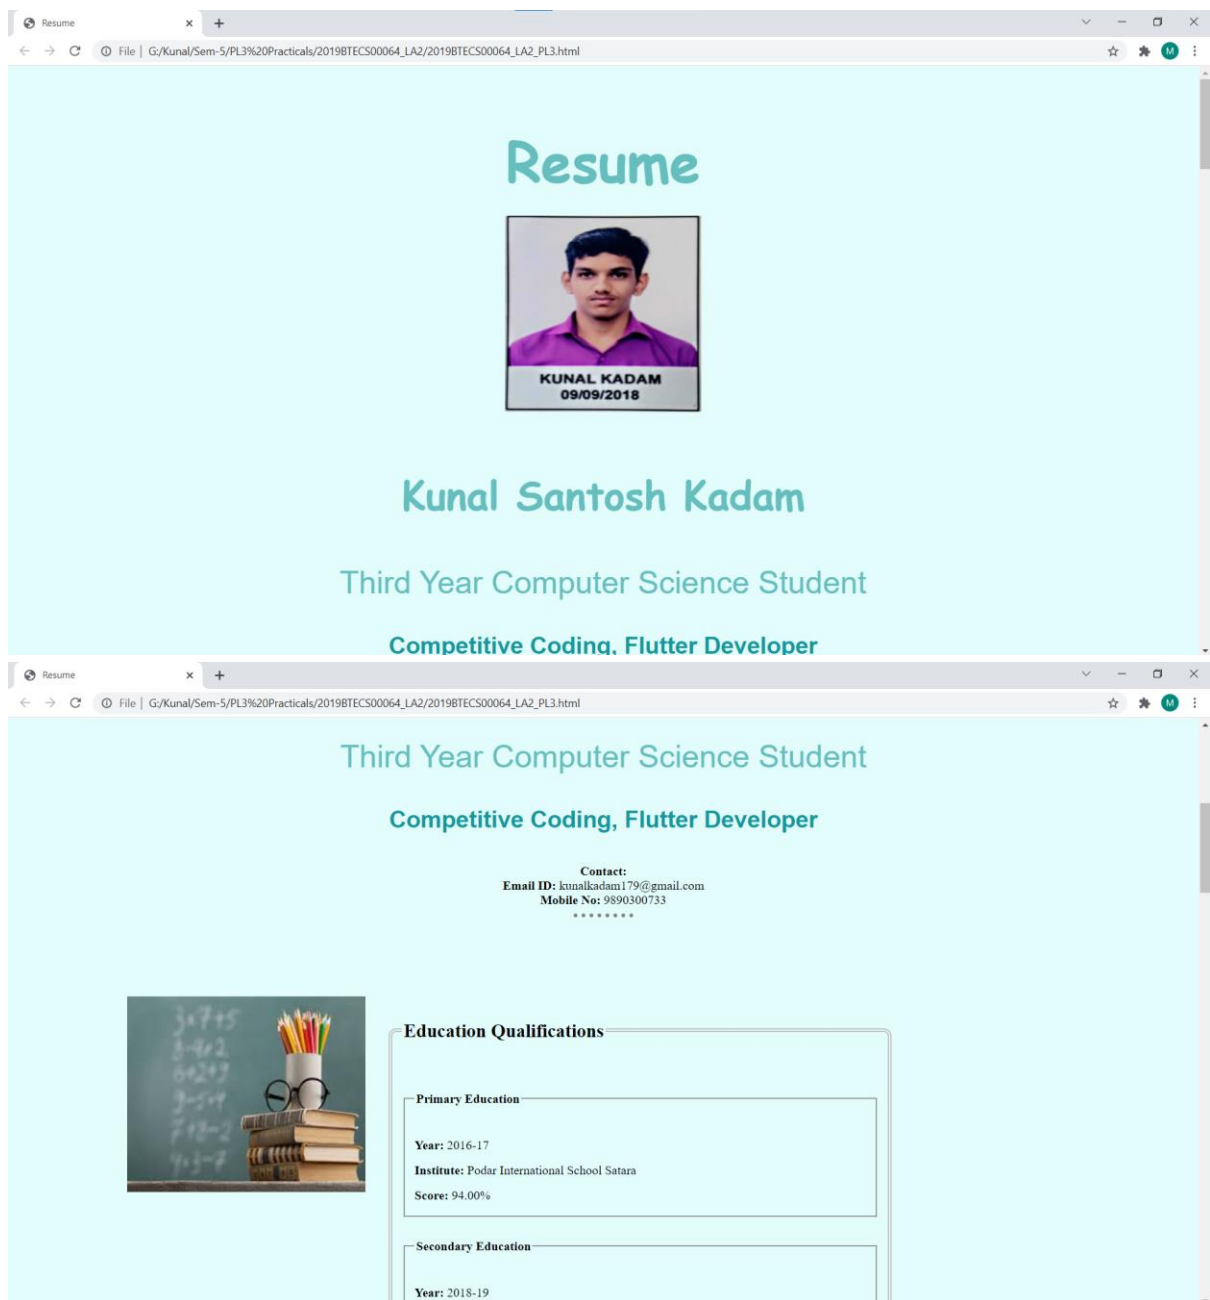 Resume
File | G:/Kunal/Sem-5/PL3%20Practicals/2019BTECS00064_LA2/2019BTECS00064_LA2_PL3.html
M
Resume
KUNAL KADAM
09/09/2018
Kunal Santosh Kadam
Third Year Computer Science Student
Competitive Coding, Flutter Developer
Resume
File | G:/Kunal/Sem-5/PL3%20Practicals/2019BTECS00064_LA2/2019BTECS00064_LA2_PL3.html
M
Third Year Computer Science Student
Competitive Coding, Flutter Developer
Contact:
Email ID: kunalkadam179@gmail.com
Mobile No: 9890300733
Education Qualifications
Primary Education
Year: 2016-17
Institute: Podar International School Satara
Score: 94.00%
Secondary Education
Year: 2018-19